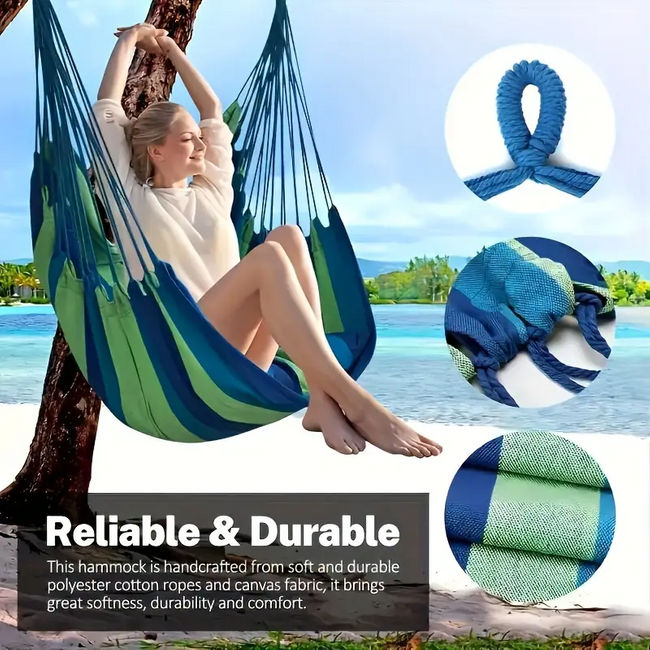 Reliable & Durable
This hammock is handcrafted from soft and durable
polyester cotton ropes and canvas fabric, it brings
great softness, durability and comfort.